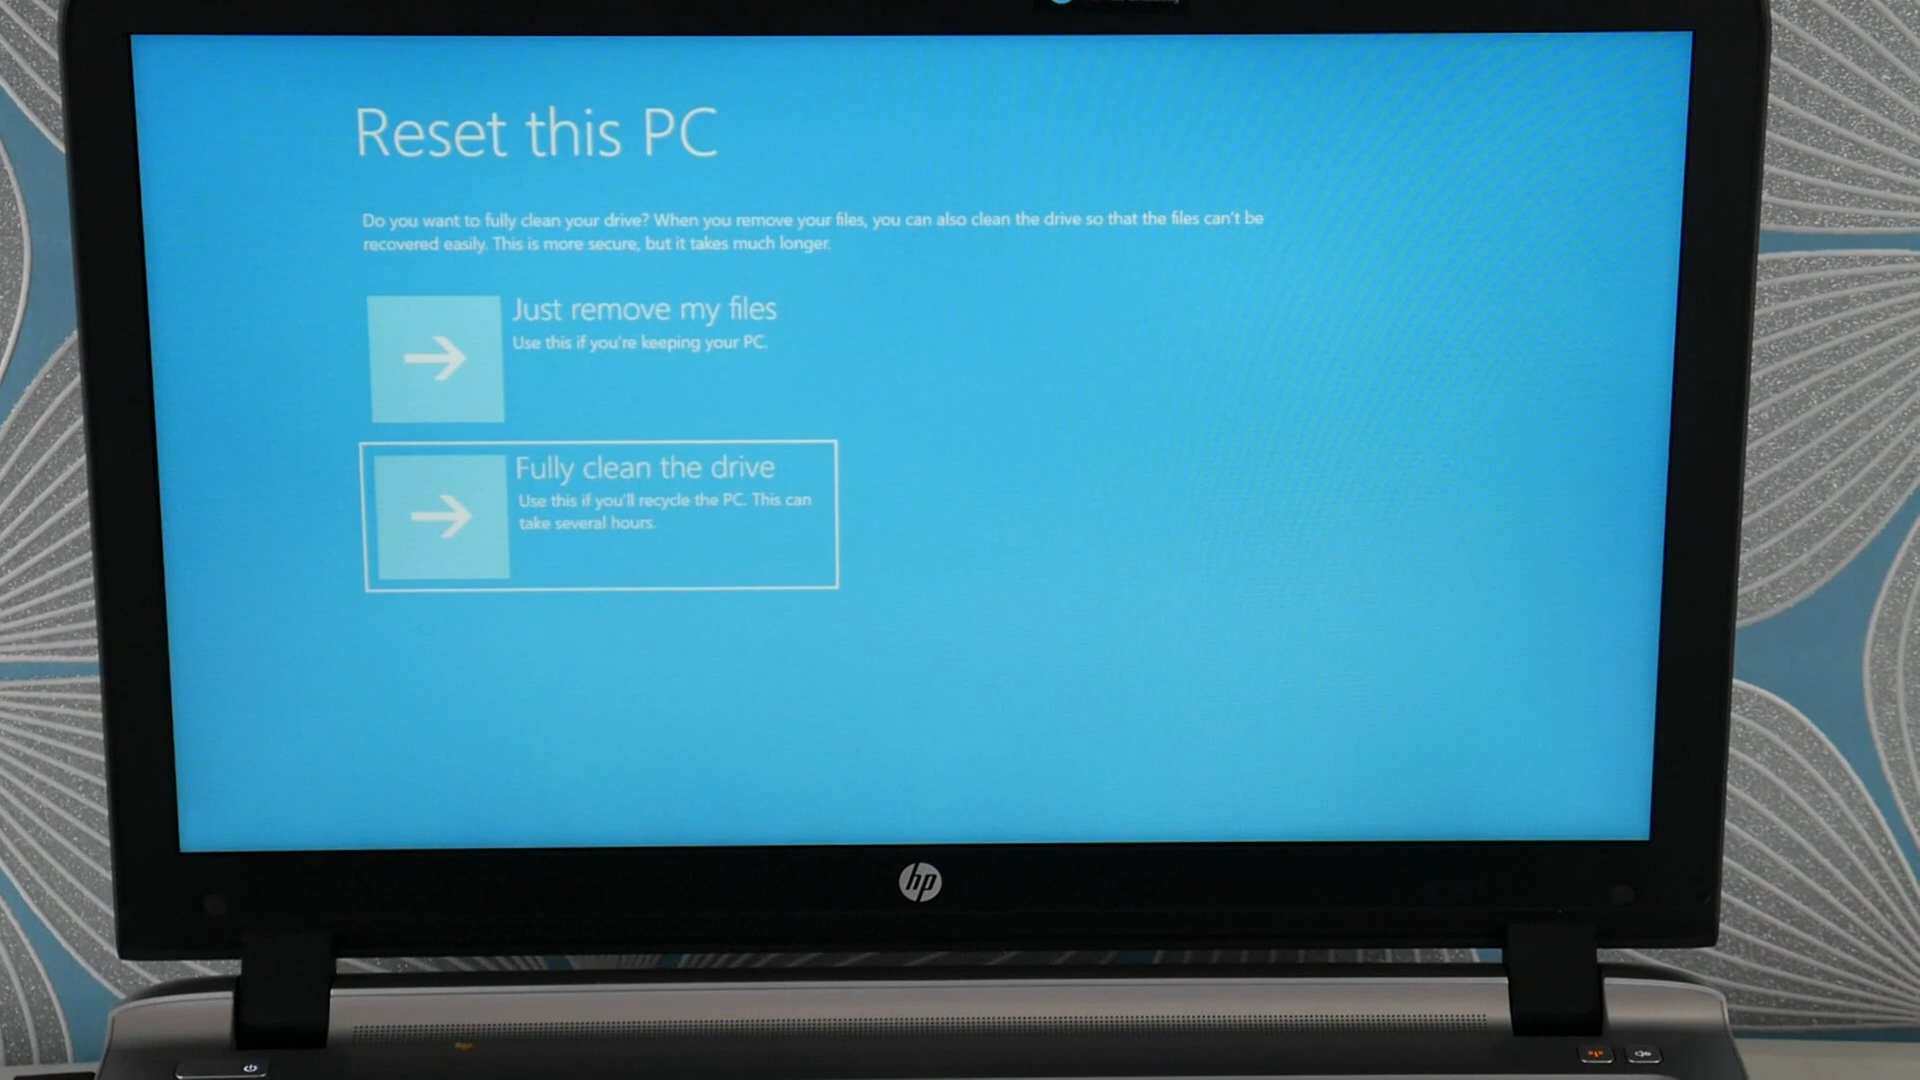 Reset this PC
Do you want to fully clean your drive? When you remove your files, you can also clean the drive so that the files can't be
recovered easily. This is more secure, but it takes much longer.
Just remove my files
Use this if you're keeping your PC.
Fully clean the drive
Use this if you'll recycle the PC. This can
take several hours.
hp